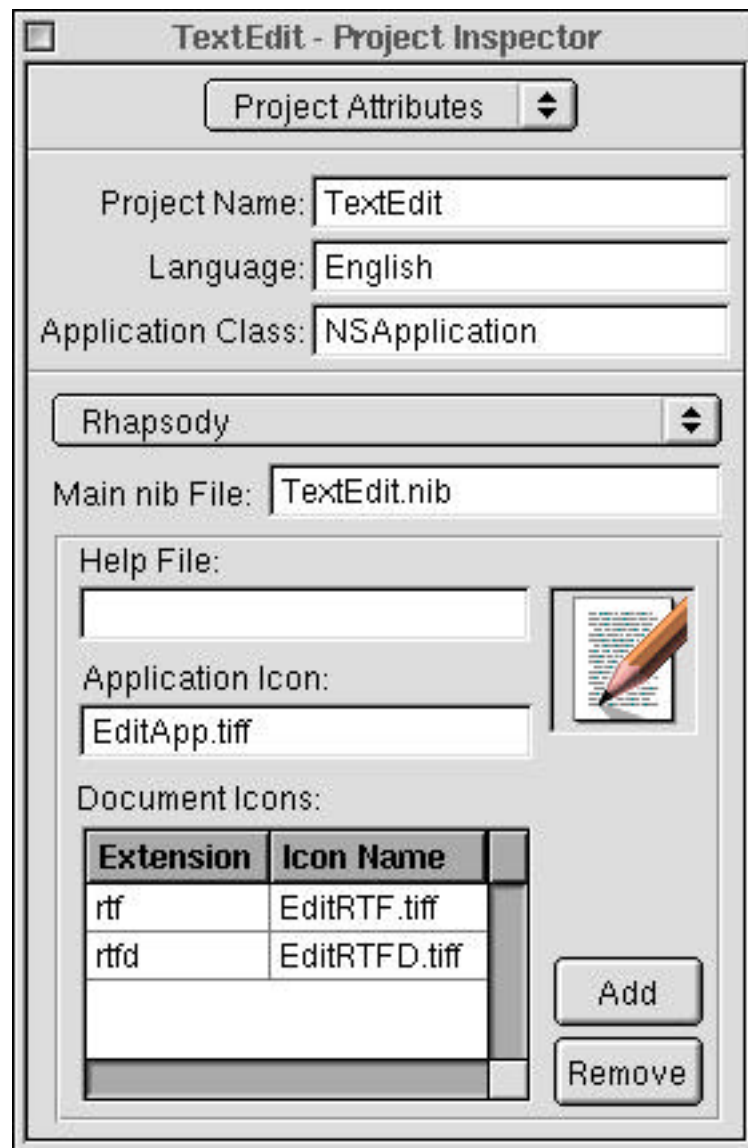 TextEdit - Project Inspector
Project Attributes
Project Name: TextEdit
Language: English
Application Class: NSApplication
Rhapsody
Main nib File: TextEdit.nib
Help File:
Application Icon:
EditApp.tiff
Document Icons:
Extension Icon Name
rtf EditRTF.tiff
rtfd EditRTFD.tiff
Add
Remove